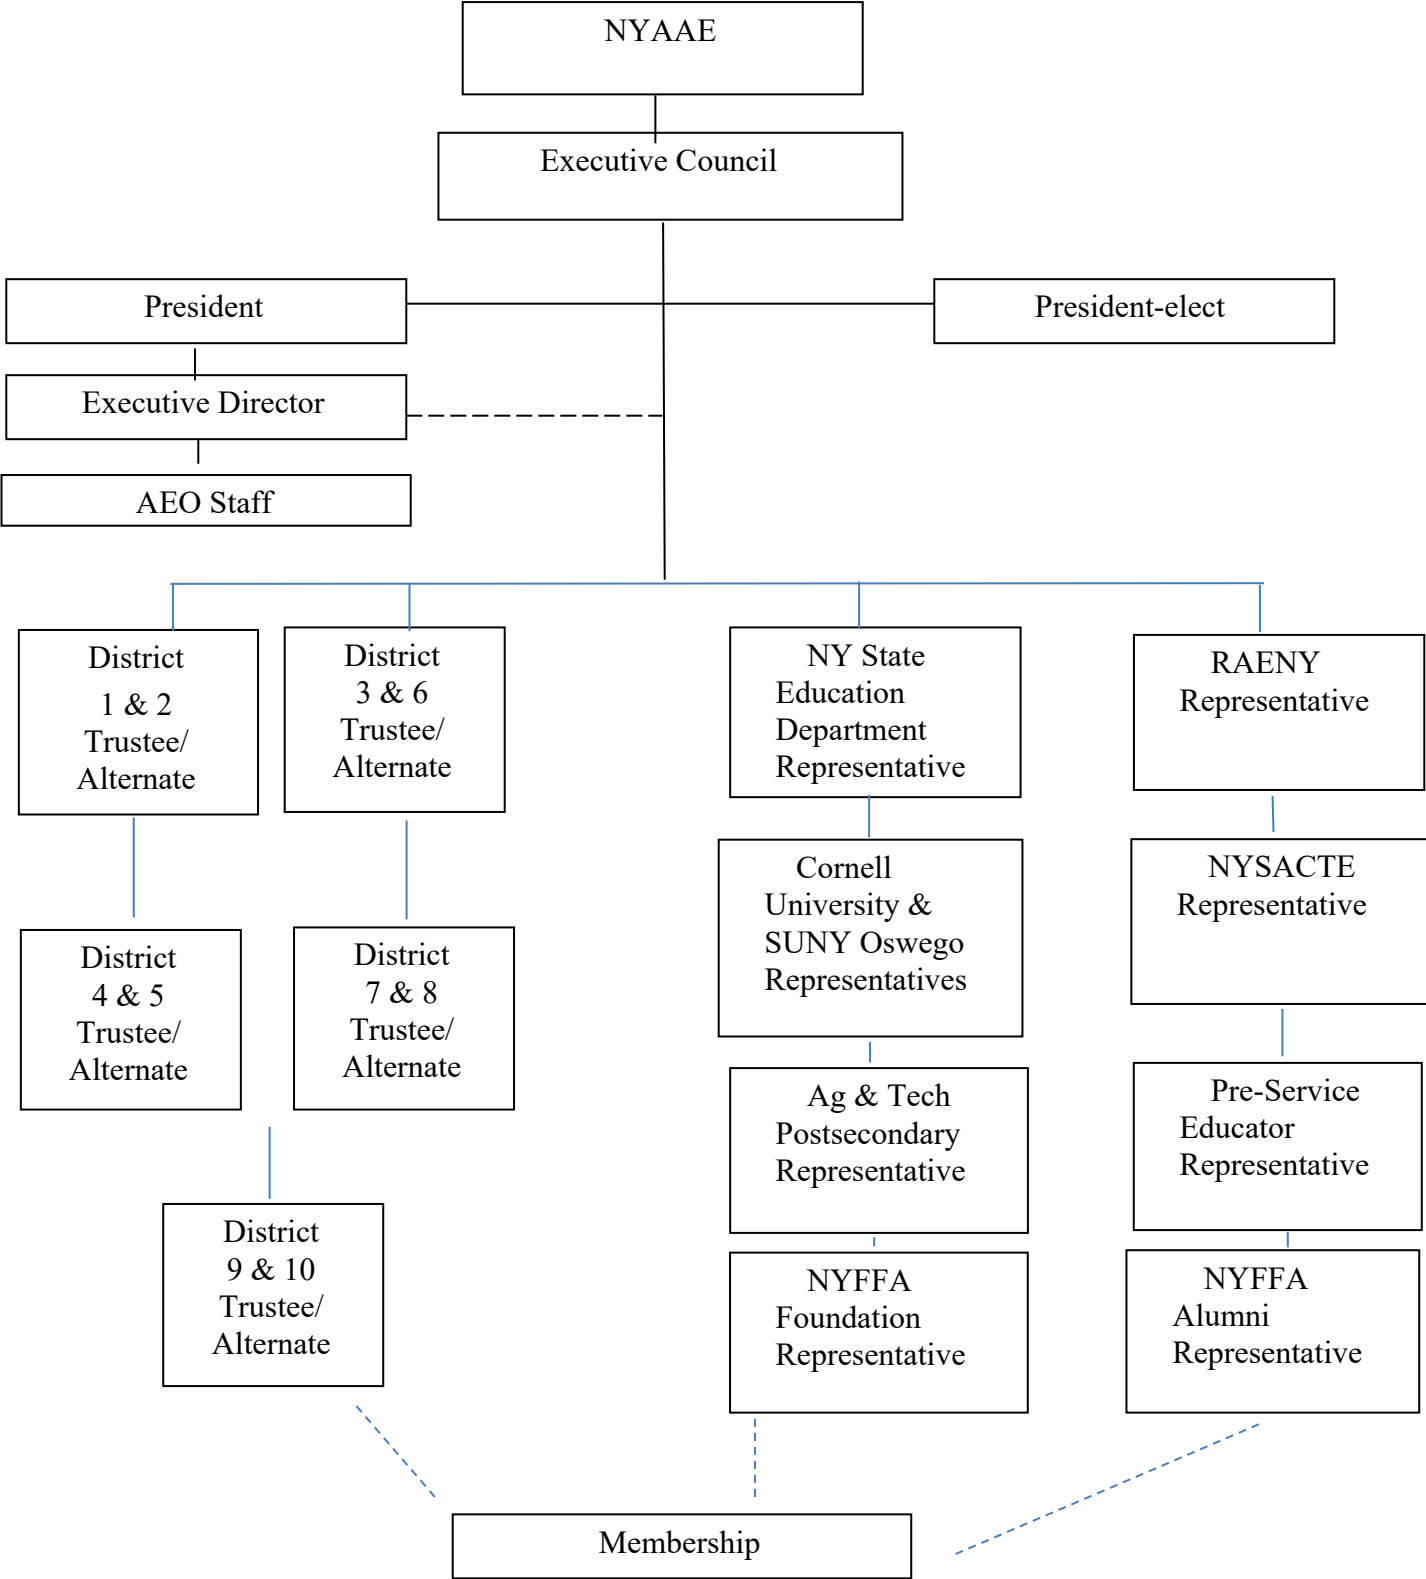 NYAAE
Executive Council
President
President-elect
Executive Director
AEO Staff
District
1 & 2
Trustee/
Alternate
District
3 & 6
Trustee/
Alternate
NY State
Education
Department
Representative
RAENY
Representative
District
4 & 5
Trustee/
Alternate
District
7 & 8
Trustee/
Alternate
Cornell
University &
SUNY Oswego
Representatives
NYSACTE
Representative
Ag & Tech
Postsecondary
Representative
Pre-Service
Educator
Representative
District
9 & 10
Trustee/
Alternate
NYFFA
Foundation
Representative
NYFFA
Alumni
Representative
Membership